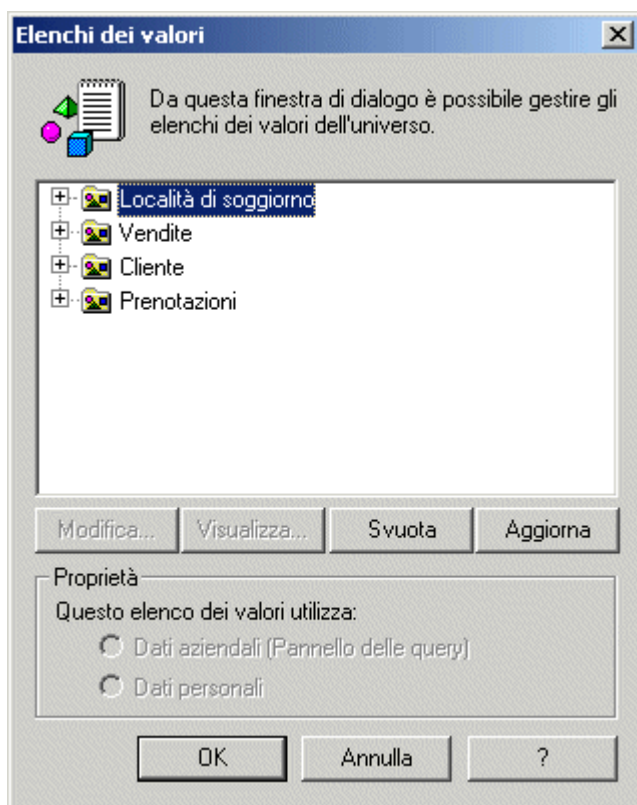 Elenchi dei valori
Da questa finestra di dialogo è possibile gestire gli
elenchi dei valori dell'universo.
Località di soggiorno
Vendite
Cliente
Prenotazioni
Modifica... Visualizza... Svuota Aggiorna
Proprietà
Questo elenco dei valori utilizza:
Dati aziendali (Pannello delle query)
Dati personali
OK Annulla ?